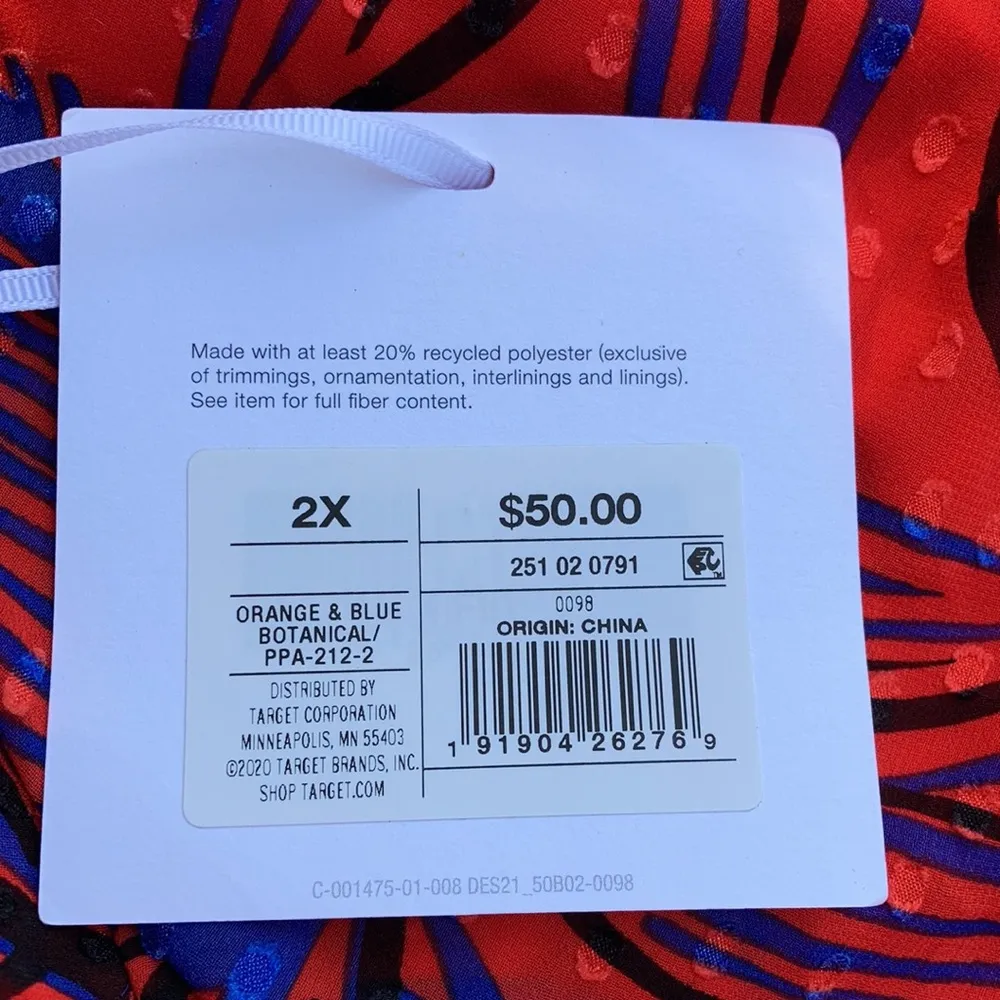 Made with at least 20% recycled polyester (exclusive
of trimmings, ornamentation, interlinings and linings).
See item for full fiber content.
2X
$50.00
251 02 0791
TM
ORANGE & BLUE
BOTANICAL/
PPA-212-2
0098
ORIGIN: CHINA
DISTRIBUTED BY
TARGET CORPORATION
MINNEAPOLIS, MN 55403
©2020 TARGET BRANDS, INC.
SHOP TARGET.COM
1 91904 26276 9
C-001475-01-008 DES21_50B02-0098